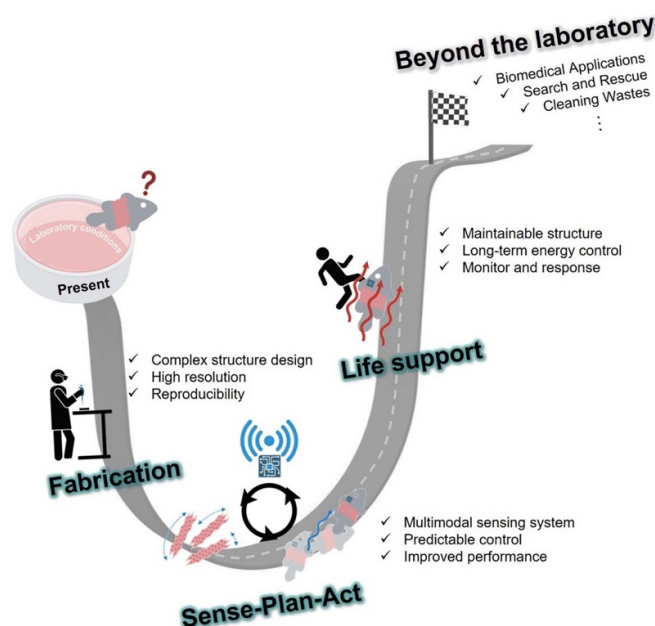 Beyond the laboratory
✓ Biomedical Applications
✓ Search and Rescue
✓ Cleaning Wastes
⋮
?
Laboratory conditions
Present
✓ Maintainable structure
✓ Long-term energy control
✓ Monitor and response
Life support
✓ Complex structure design
✓ High resolution
✓ Reproducibility
Fabrication
✓ Multimodal sensing system
✓ Predictable control
✓ Improved performance
Sense-Plan-Act